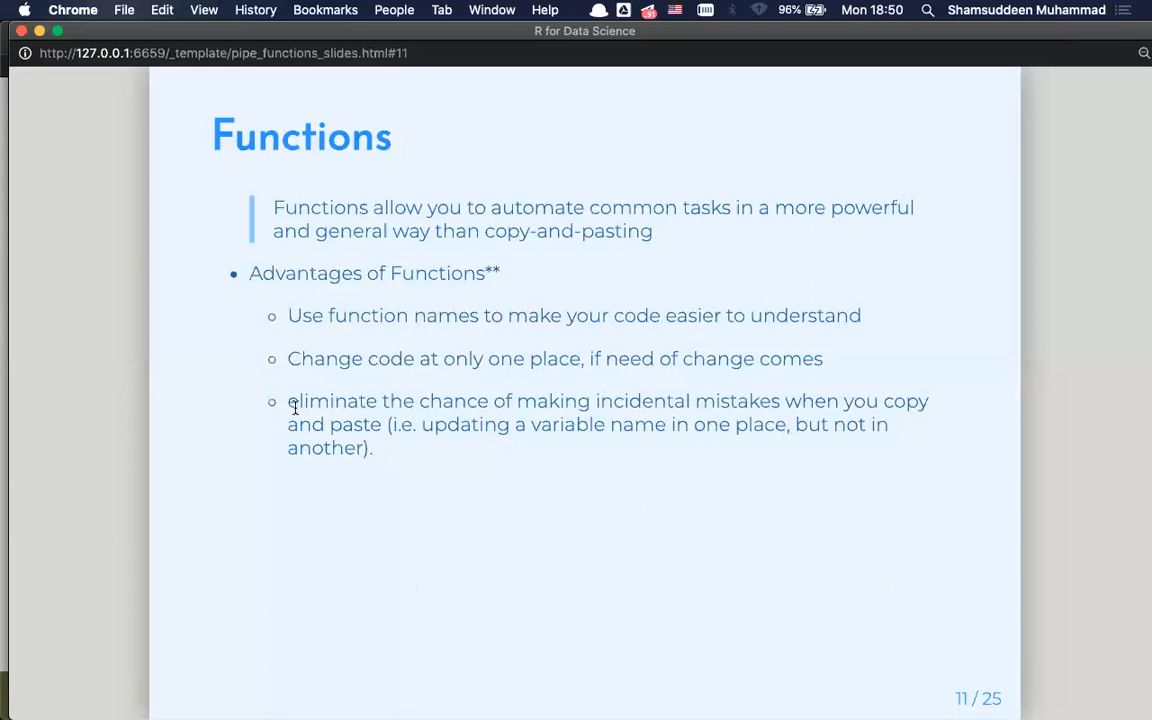 Chrome File Edit View History Bookmarks People Tab Window Help 96% Mon 18:50 Shamsuddeen Muhammad
R for Data Science
http://127.0.0.1:6659/_template/pipe_functions_slides.html#11
Functions
Functions allow you to automate common tasks in a more powerful
and general way than copy-and-pasting
Advantages of Functions**
Use function names to make your code easier to understand
Change code at only one place, if need of change comes
eliminate the chance of making incidental mistakes when you copy
and paste (i.e. updating a variable name in one place, but not in
another).
11 / 25